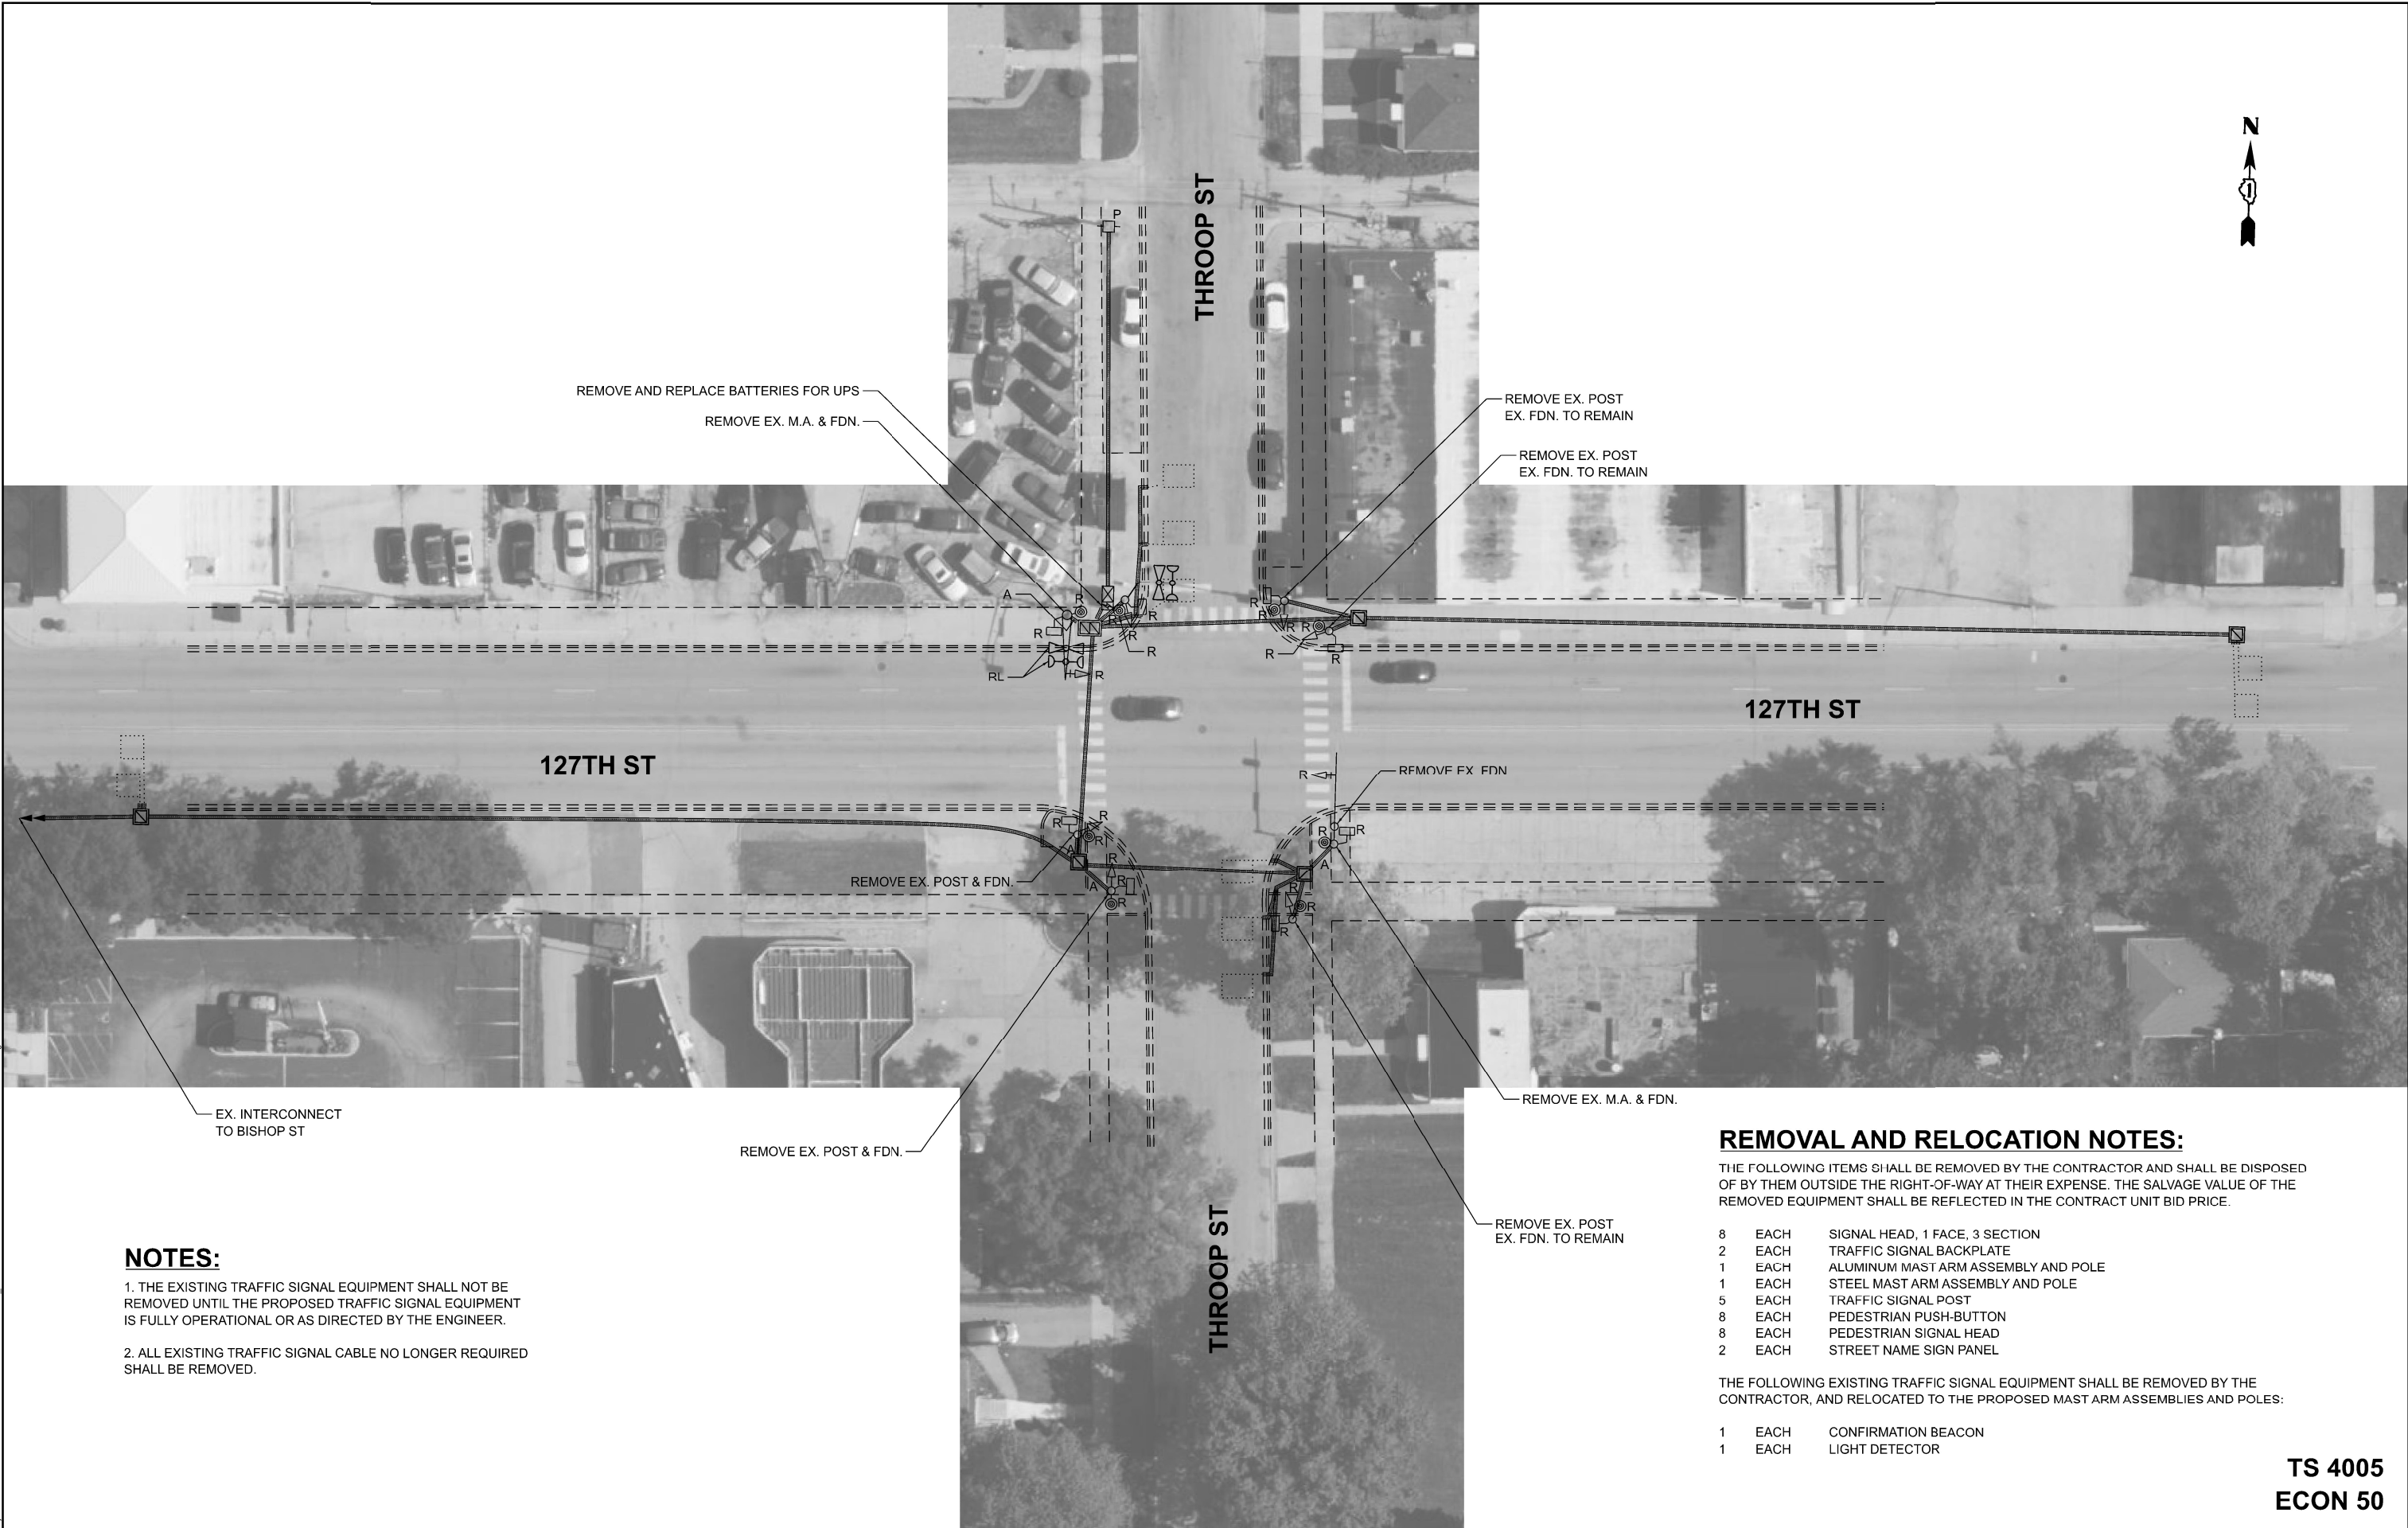 N
1
THROOP ST
P
REMOVE AND REPLACE BATTERIES FOR UPS
REMOVE EX. M.A. & FDN.
REMOVE EX. POST
EX. FDN. TO REMAIN
REMOVE EX. POST
EX. FDN. TO REMAIN
A
R
R
R
R
R
R
R
RL
R
R
R
R
R
R
127TH ST
127TH ST
R
REMOVE EX. FDN
R
R
R
A
R
R
A
REMOVE EX. POST & FDN.
R
R
A
R
R
R
R
REMOVE EX. M.A. & FDN.
EX. INTERCONNECT
TO BISHOP ST
REMOVE EX. POST & FDN.
REMOVE EX. POST
EX. FDN. TO REMAIN
THROOP ST
NOTES:
1. THE EXISTING TRAFFIC SIGNAL EQUIPMENT SHALL NOT BE
REMOVED UNTIL THE PROPOSED TRAFFIC SIGNAL EQUIPMENT
IS FULLY OPERATIONAL OR AS DIRECTED BY THE ENGINEER.
2. ALL EXISTING TRAFFIC SIGNAL CABLE NO LONGER REQUIRED
SHALL BE REMOVED.
REMOVAL AND RELOCATION NOTES:
THE FOLLOWING ITEMS SHALL BE REMOVED BY THE CONTRACTOR AND SHALL BE DISPOSED
OF BY THEM OUTSIDE THE RIGHT-OF-WAY AT THEIR EXPENSE. THE SALVAGE VALUE OF THE
REMOVED EQUIPMENT SHALL BE REFLECTED IN THE CONTRACT UNIT BID PRICE.
8 EACH SIGNAL HEAD, 1 FACE, 3 SECTION
2 EACH TRAFFIC SIGNAL BACKPLATE
1 EACH ALUMINUM MAST ARM ASSEMBLY AND POLE
1 EACH STEEL MAST ARM ASSEMBLY AND POLE
5 EACH TRAFFIC SIGNAL POST
8 EACH PEDESTRIAN PUSH-BUTTON
8 EACH PEDESTRIAN SIGNAL HEAD
2 EACH STREET NAME SIGN PANEL
THE FOLLOWING EXISTING TRAFFIC SIGNAL EQUIPMENT SHALL BE REMOVED BY THE
CONTRACTOR, AND RELOCATED TO THE PROPOSED MAST ARM ASSEMBLIES AND POLES:
1 EACH CONFIRMATION BEACON
1 EACH LIGHT DETECTOR
TS 4005
ECON 50